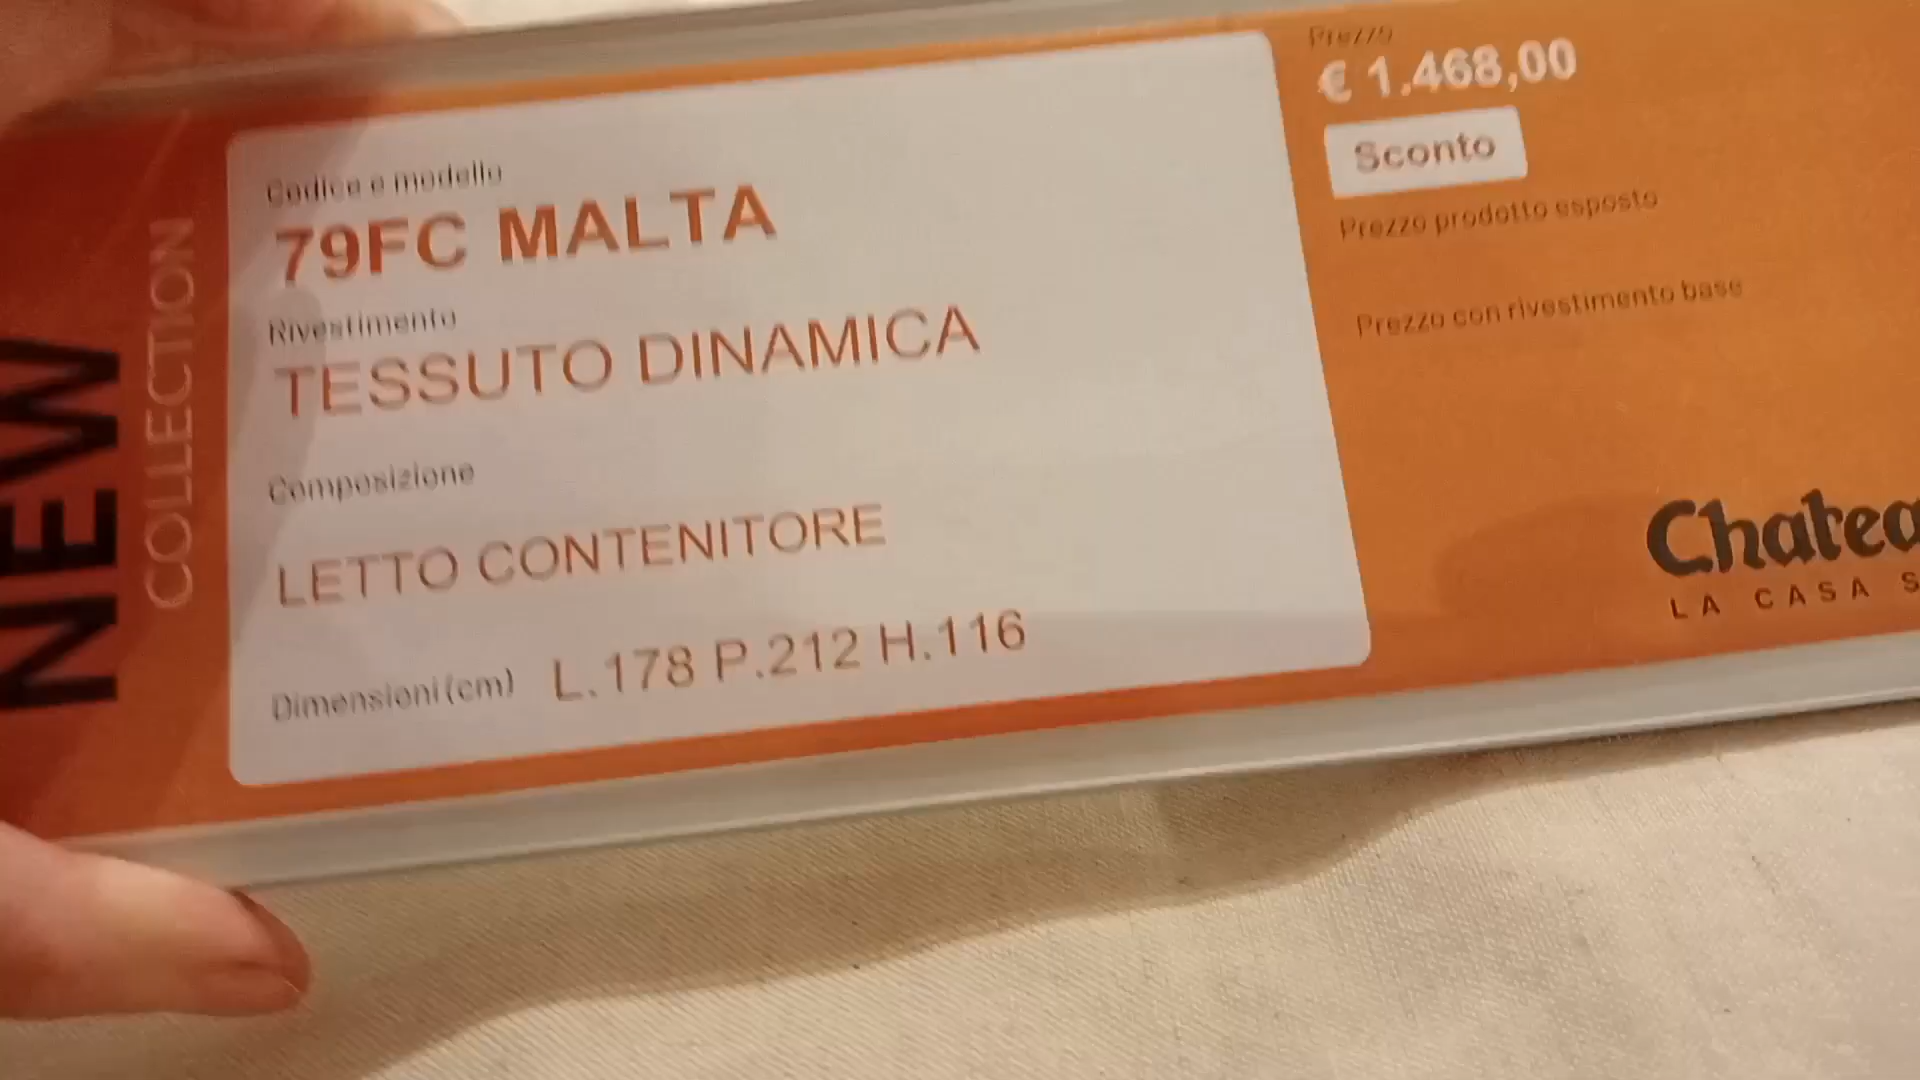 NEW
COLLECTION
Codice e modello
79FC MALTA
Rivestimento
TESSUTO DINAMICA
Composizione
LETTO CONTENITORE
Dimensioni (cm) L.178 P.212 H.116
Prezzo
€ 1.468,00
Sconto
Prezzo prodotto esposto
Prezzo con rivestimento base
Chatea
LA CASA S